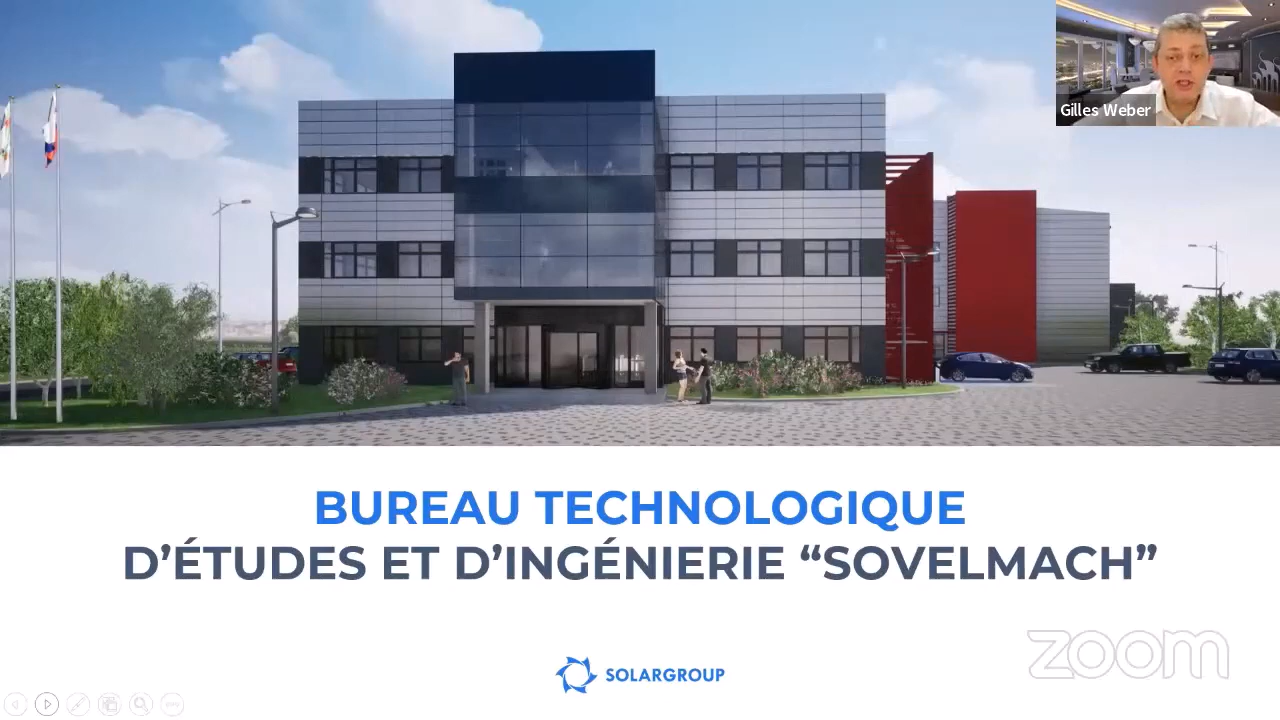 Gilles Weber
BUREAU TECHNOLOGIQUE
D’ÉTUDES ET D’INGÉNIERIE “SOVELMACH”
zoom
SOLARGROUP